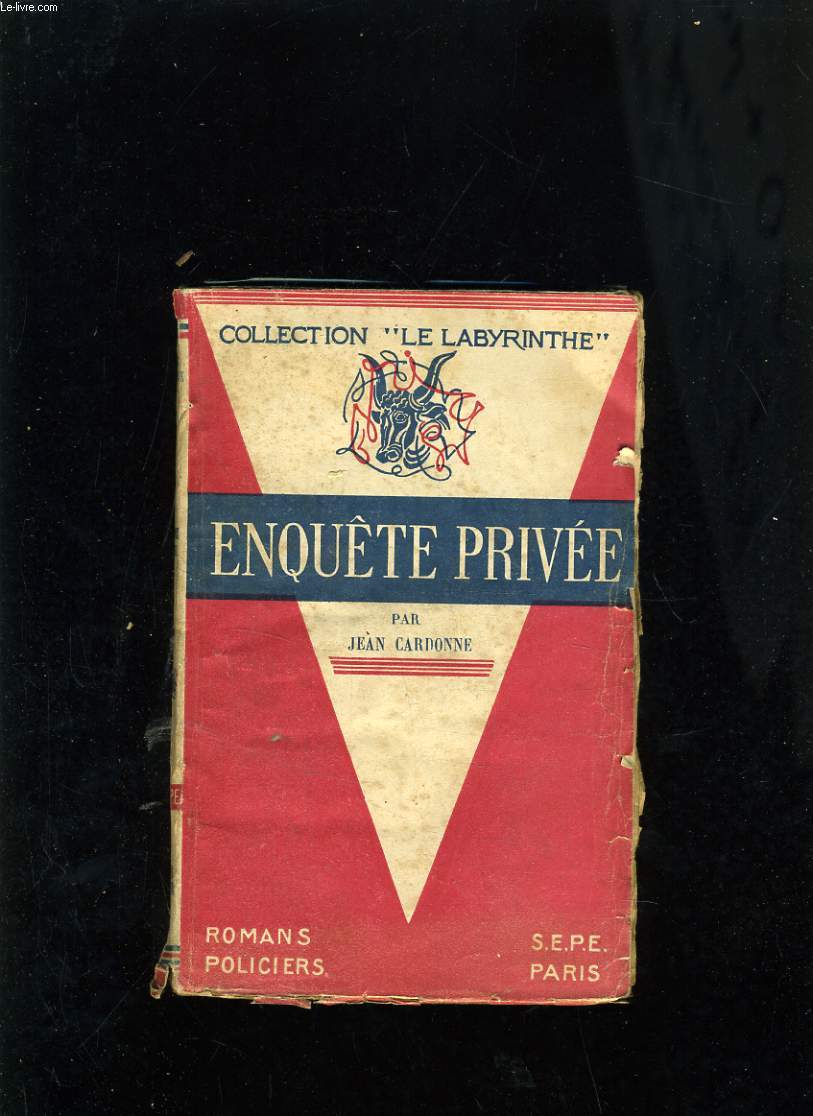 Le-livre.com
COLLECTION "LE LABYRINTHE"
ENQUÊTE PRIVÉE
PAR
JEAN CARDONNE
ROMANS
POLICIERS.
S.E.P.E.
PARIS